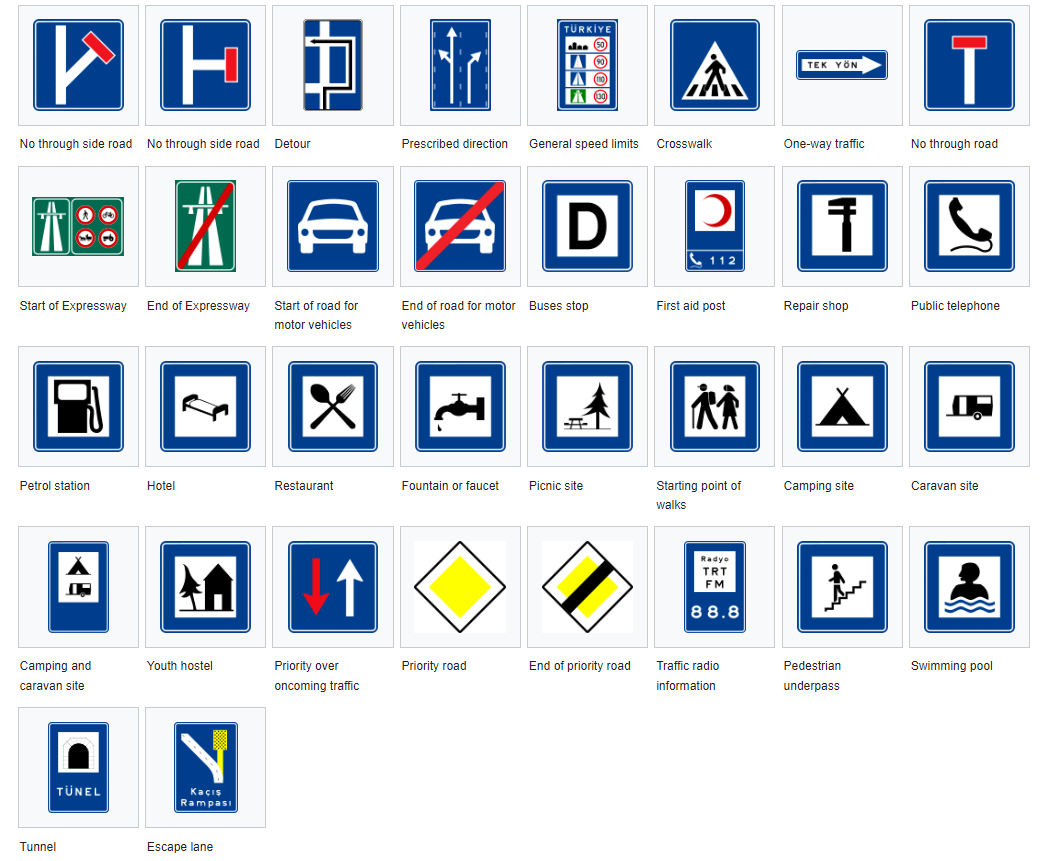 TÜRKİYE
50
90
110
130
TEK YÖN
No through side road
No through side road
Detour
Prescribed direction
General speed limits
Crosswalk
One-way traffic
No through road
D
112
Start of Expressway
End of Expressway
Start of road for
motor vehicles
End of road for motor
vehicles
Buses stop
First aid post
Repair shop
Public telephone
Petrol station
Hotel
Restaurant
Fountain or faucet
Picnic site
Starting point of
walks
Camping site
Caravan site
Radyo
TRT
FM
88.8
Camping and
caravan site
Youth hostel
Priority over
oncoming traffic
Priority road
End of priority road
Traffic radio
information
Pedestrian
underpass
Swimming pool
TÜNEL
Kaçış
Rampası
Tunnel
Escape lane